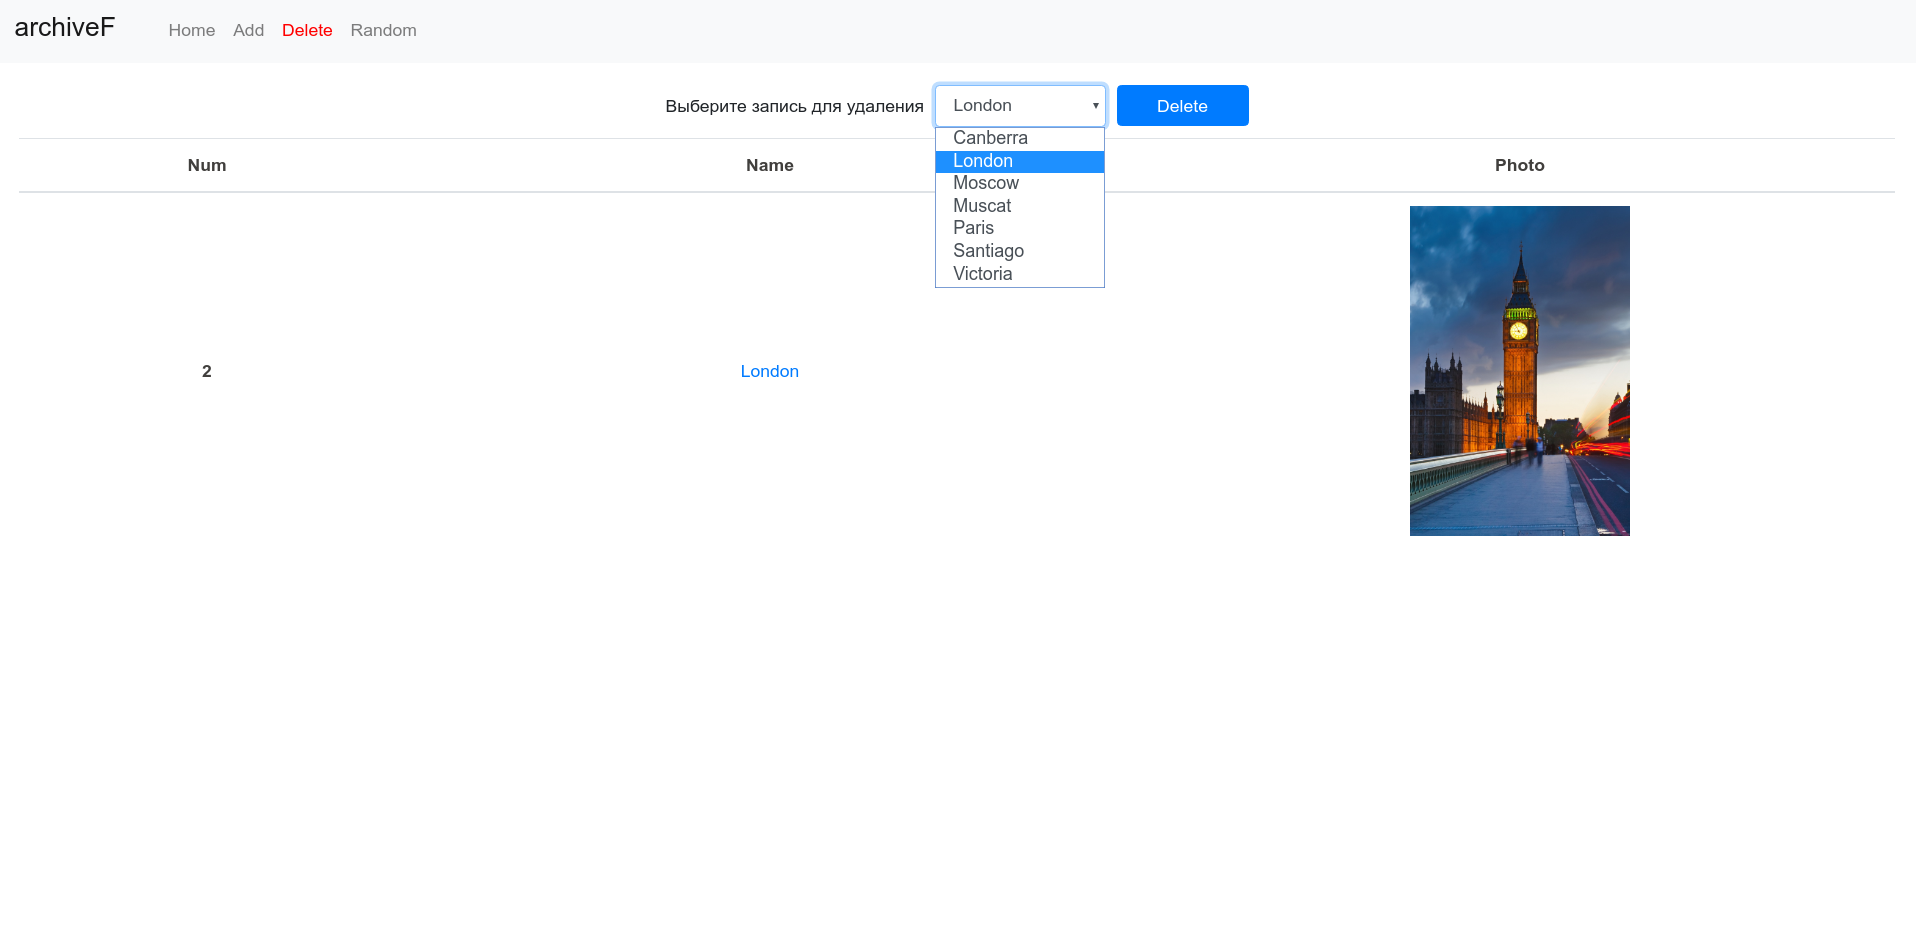 archiveF
Home Add Delete Random
Выберите запись для удаления London Delete
Canberra
London
Moscow
Muscat
Paris
Santiago
Victoria
Num Name Photo
2 London